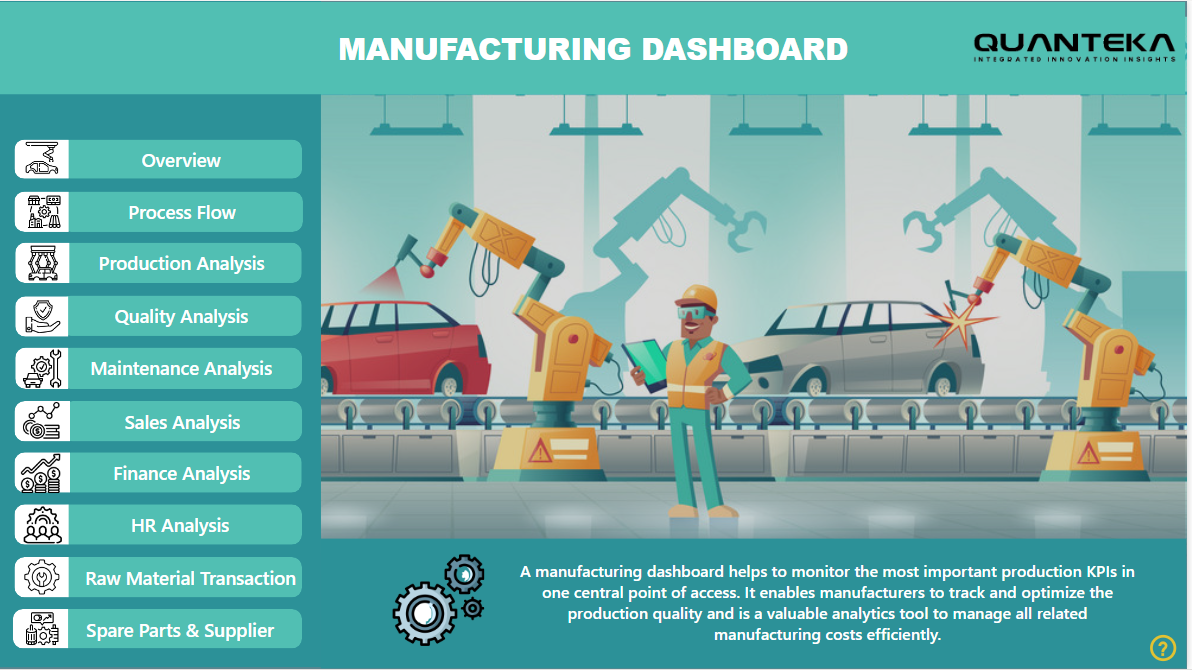 MANUFACTURING DASHBOARD
QUANTEKA
INTEGRATED INNOVATION INSIGHTS
Overview
Process Flow
Production Analysis
Quality Analysis
Maintenance Analysis
Sales Analysis
Finance Analysis
HR Analysis
Raw Material Transaction
Spare Parts & Supplier
A manufacturing dashboard helps to monitor the most important production KPIs in
one central point of access. It enables manufacturers to track and optimize the
production quality and is a valuable analytics tool to manage all related
manufacturing costs efficiently.
?